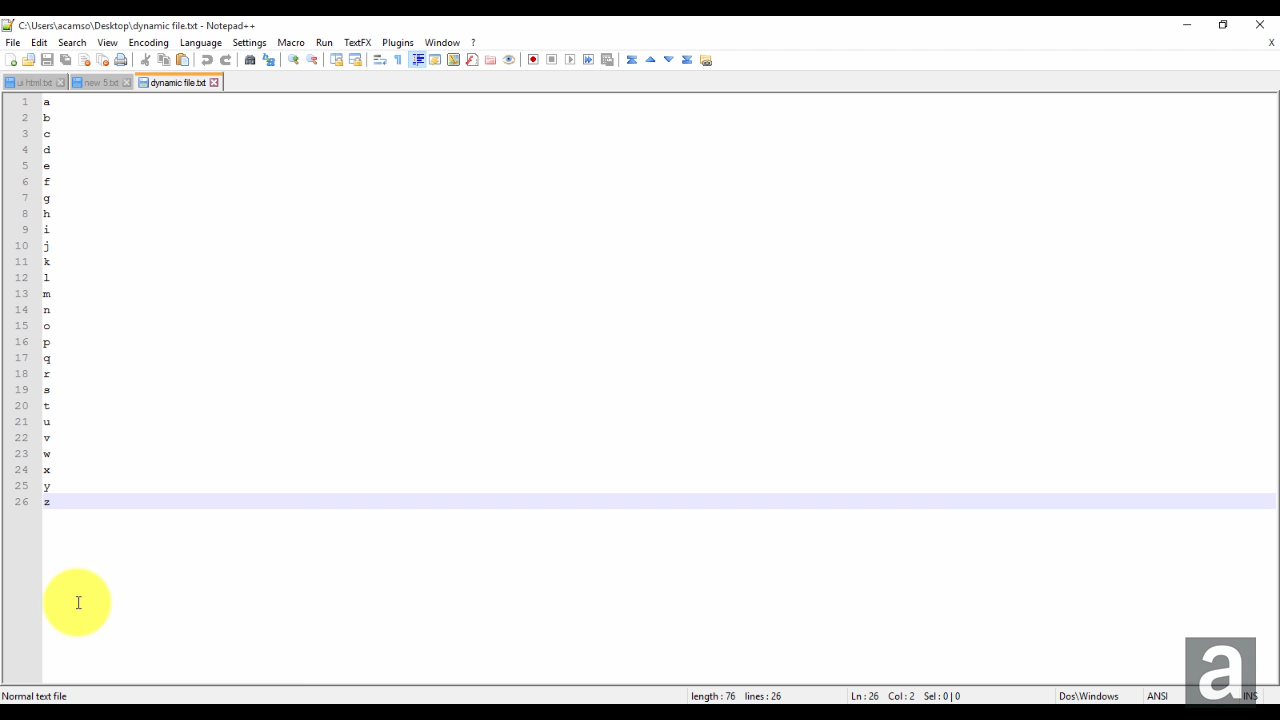 C:\Users\acamso\Desktop\dynamic file.txt - Notepad++
File Edit Search View Encoding Language Settings Macro Run TextFX Plugins Window ? X
ui html.txt new 5.txt dynamic file.txt
1 a
2 b
3 c
4 d
5 e
6 f
7 g
8 h
9 i
10 j
11 k
12 l
13 m
14 n
15 o
16 p
17 q
18 r
19 s
20 t
21 u
22 v
23 w
24 x
25 y
26 z
a
Normal text file length : 76 lines : 26 Ln : 26 Col : 2 Sel : 0 | 0 Dos\Windows ANSI INS